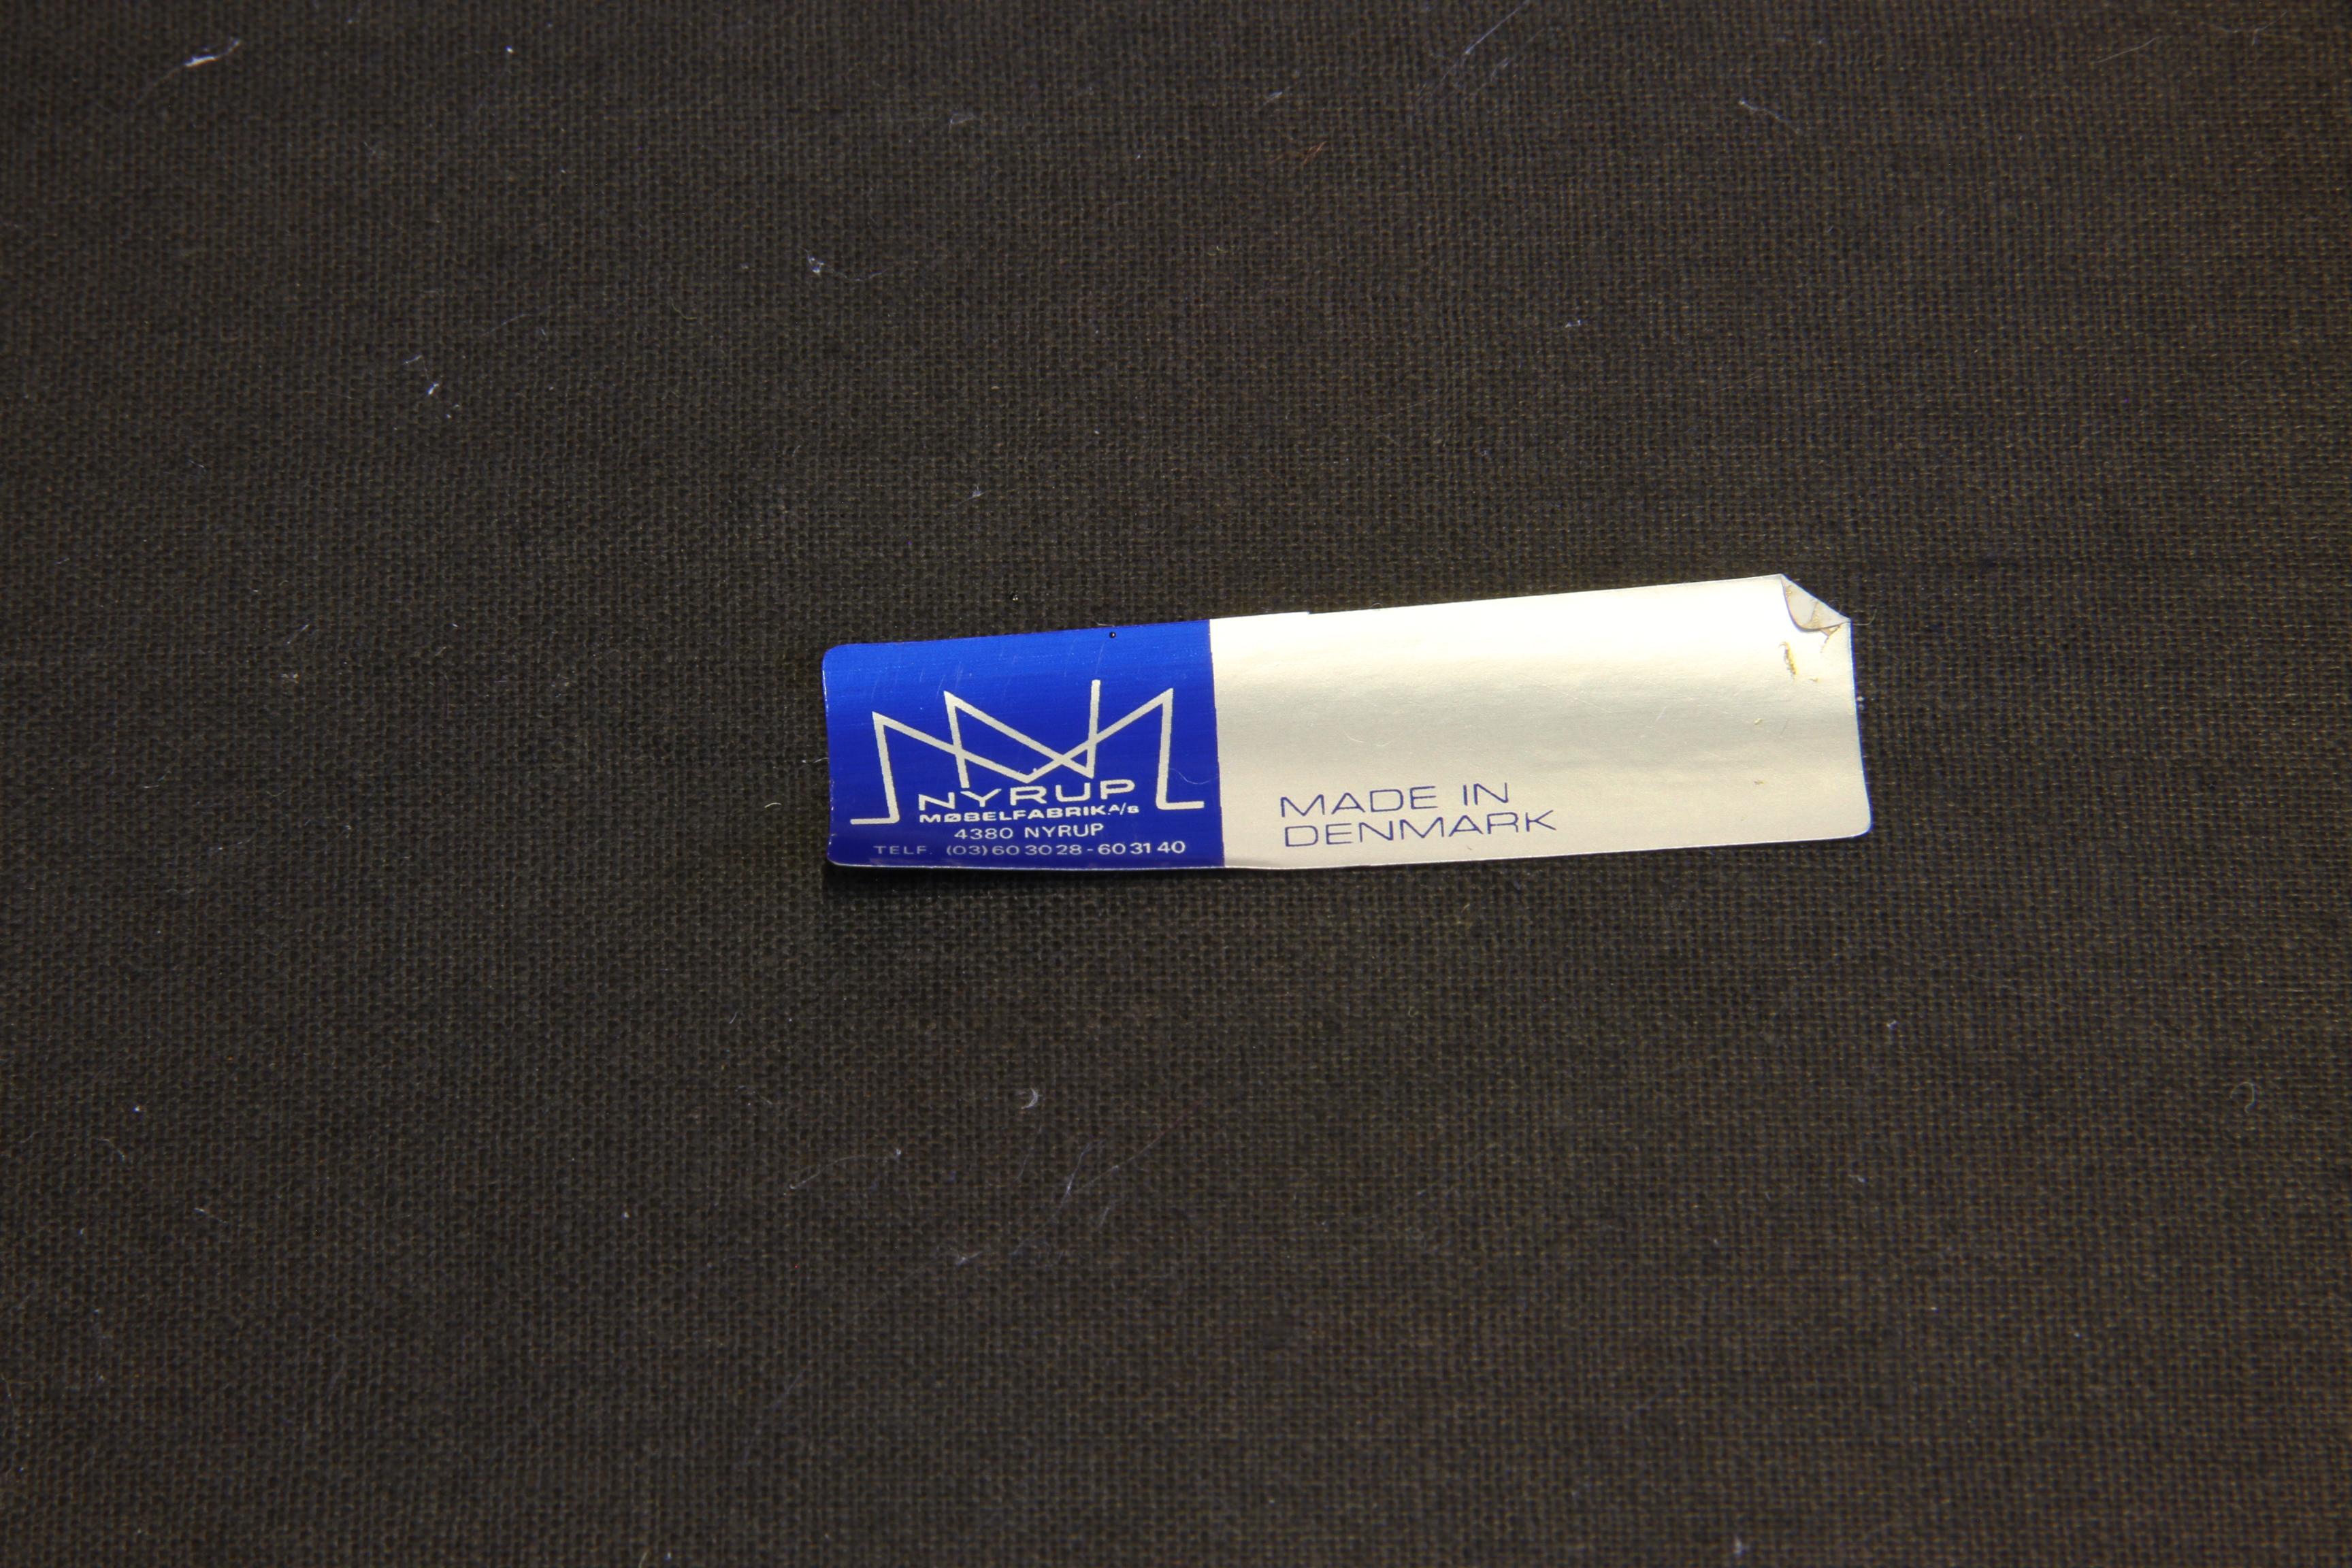 NYRUP
MØBELFABRIK A/S
4380 NYRUP
TELF. (03) 60 30 28 - 60 31 40
MADE IN
DENMARK